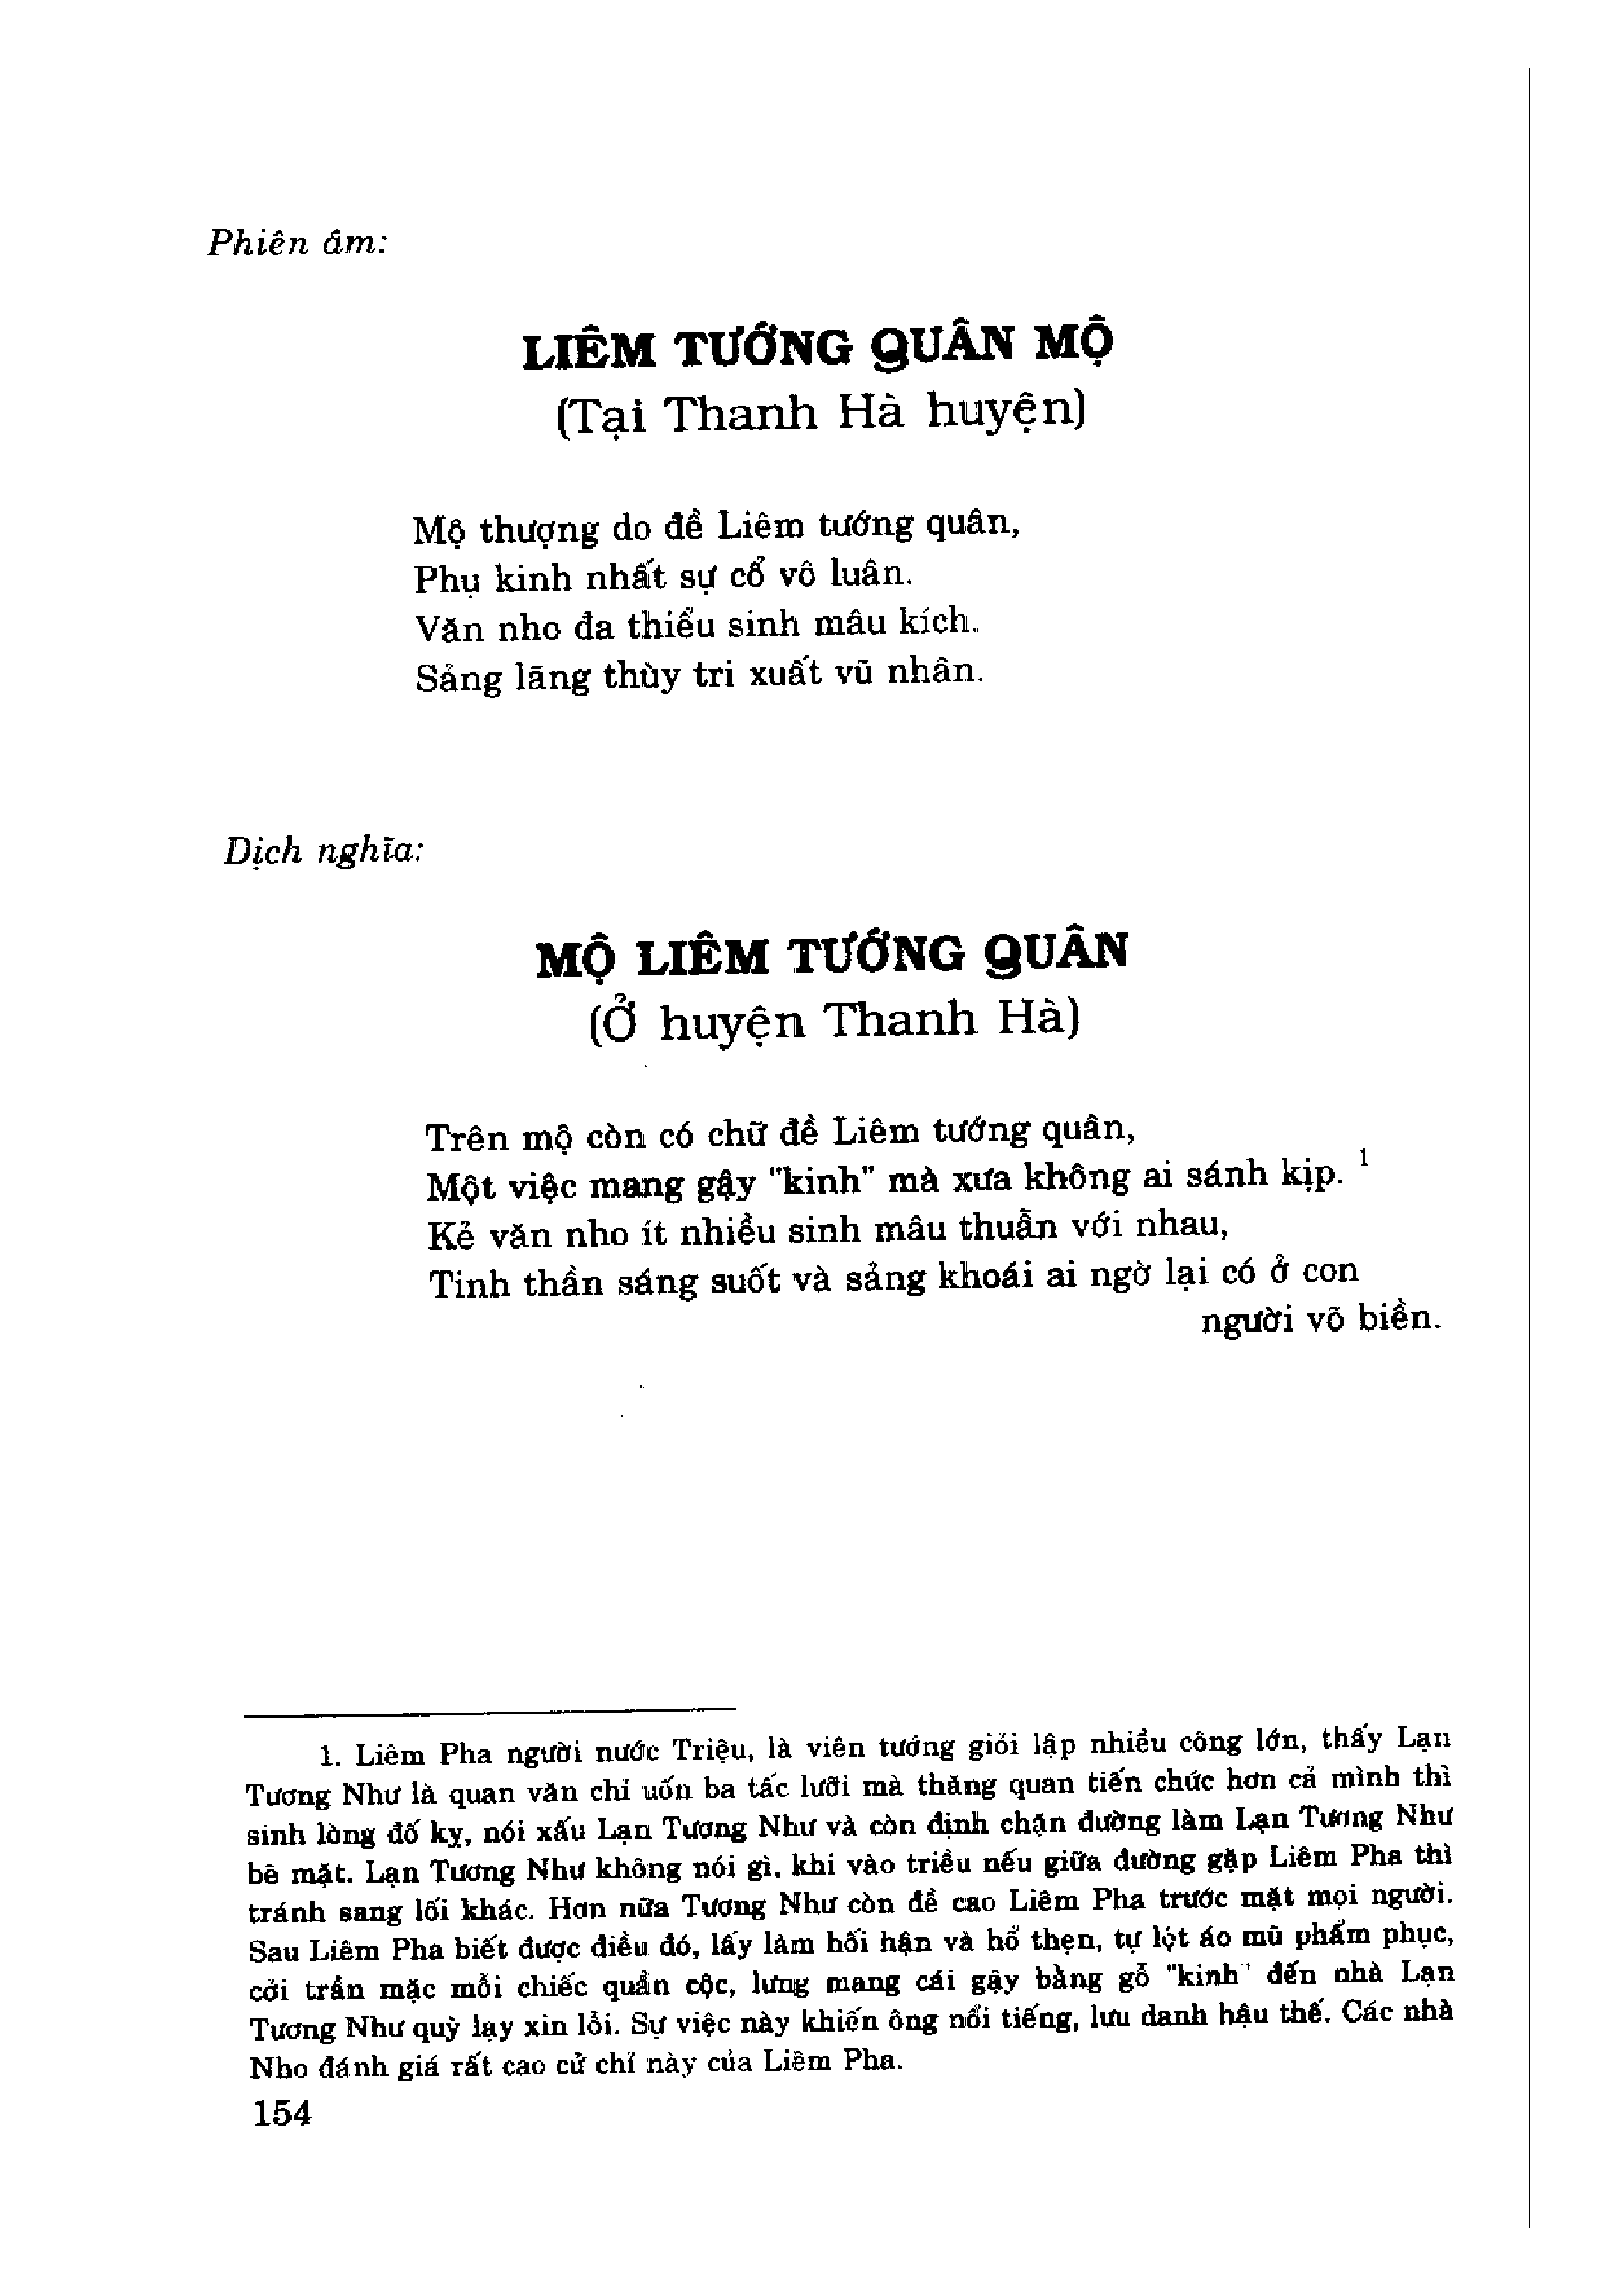 Phiên âm:
LIÊM TƯỚNG QUÂN MỘ
(Tại Thanh Hà huyện)
Mộ thượng do đề Liêm tướng quân,
Phụ kinh nhất sự cổ vô luân.
Văn nho đa thiểu sinh mâu kích.
Sảng lãng thùy tri xuất vũ nhân.
Dịch nghĩa:
MỘ LIÊM TƯỚNG QUÂN
(Ở huyện Thanh Hà)
Trên mộ còn có chữ đề Liêm tướng quân,
Một việc mang gậy "kinh" mà xưa không ai sánh kịp. 1
Kẻ văn nho ít nhiều sinh mâu thuẫn với nhau,
Tinh thần sáng suốt và sảng khoái ai ngờ lại có ở con
người võ biền.
1. Liêm Pha người nước Triệu, là viên tướng giỏi lập nhiều công lớn, thấy Lạn
Tương Như là quan văn chỉ uốn ba tấc lưỡi mà thăng quan tiến chức hơn cả mình thì
sinh lòng đố kỵ, nói xấu Lạn Tương Như và còn định chặn đường làm Lạn Tương Như
bẽ mặt. Lạn Tương Như không nói gì, khi vào triều nếu giữa đường gặp Liêm Pha thì
tránh sang lối khác. Hơn nữa Tương Như còn đề cao Liêm Pha trước mặt mọi người.
Sau Liêm Pha biết được điều đó, lấy làm hối hận và hổ thẹn, tự lột áo mũ phẩm phục,
cởi trần mặc mỗi chiếc quần cộc, lưng mang cái gậy bằng gỗ "kinh" đến nhà Lạn
Tương Như quỳ lạy xin lỗi. Sự việc này khiến ông nổi tiếng, lưu danh hậu thế. Các nhà
Nho đánh giá rất cao cử chỉ này của Liêm Pha.
154